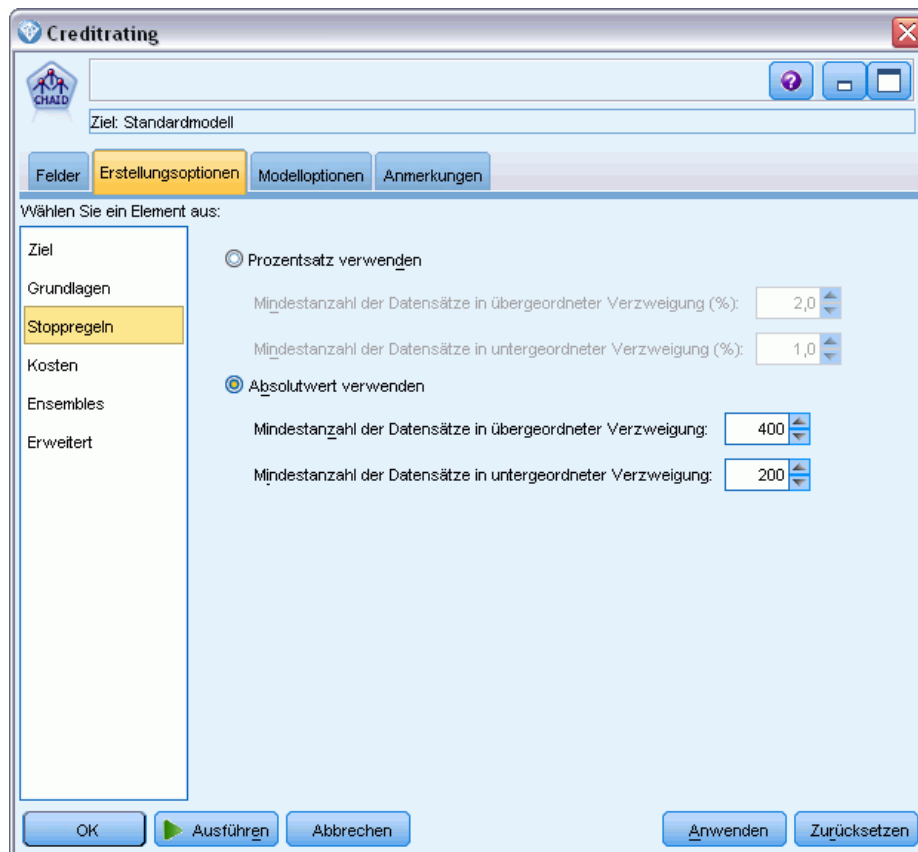 Creditrating
CHAID
Ziel: Standardmodell
Felder Erstellungsoptionen Modelloptionen Anmerkungen
Wählen Sie ein Element aus:
Ziel
Grundlagen
Stoppregeln
Kosten
Ensembles
Erweitert
Prozentsatz verwenden
Mindestanzahl der Datensätze in übergeordneter Verzweigung (%): 2,0
Mindestanzahl der Datensätze in untergeordneter Verzweigung (%): 1,0
Absolutwert verwenden
Mindestanzahl der Datensätze in übergeordneter Verzweigung: 400
Mindestanzahl der Datensätze in untergeordneter Verzweigung: 200
OK Ausführen Abbrechen Anwenden Zurücksetzen